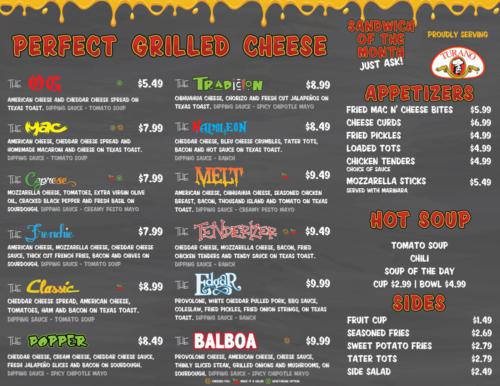 PERFECT GRILLED CHEESE
THE OG $5.49
AMERICAN CHEESE AND CHEDDAR CHEESE SPREAD ON
TEXAS TOAST. DIPPING SAUCE - TOMATO SOUP
THE MAC $7.99
AMERICAN CHEESE, CHEDDAR CHEESE SPREAD AND
HOMEMADE MACARONI AND CHEESE ON TEXAS TOAST.
DIPPING SAUCE - TOMATO SOUP
THE Caprese $7.99
MOZZARELLA CHEESE, TOMATOES, EXTRA VIRGIN OLIVE
OIL, CRACKED BLACK PEPPER AND FRESH BASIL ON
SOURDOUGH. DIPPING SAUCE - CREAMY PESTO MAYO
THE Frenchie $7.99
AMERICAN CHEESE, MOZZARELLA CHEESE, CHEDDAR CHEESE
SAUCE, THICK CUT FRENCH FRIES, BACON AND CHIVES ON
SOURDOUGH. DIPPING SAUCE - TOMATO SOUP
THE Classic $8.99
CHEDDAR CHEESE SPREAD, AMERICAN CHEESE,
TOMATOES, HAM AND BACON ON TEXAS TOAST.
DIPPING SAUCE - TOMATO SOUP
THE POPPER $8.49
CHEDDAR CHEESE, CREAM CHEESE, CHEDDAR CHEESE SAUCE,
FRESH JALAPEÑO SLICES AND BACON ON SOURDOUGH.
DIPPING SAUCE - SPICY CHIPOTLE MAYO
THE TRADICIÓN $8.99
CHIHUAHUA CHEESE, CHORIZO AND FRESH CUT JALAPEÑOS ON
TEXAS TOAST. DIPPING SAUCE - SPICY CHIPOTLE MAYO
THE NAPOLEON $8.49
CHEDDAR CHEESE, BLEU CHEESE CRUMBLES, TATER TOTS,
BACON AND HOT SAUCE ON TEXAS TOAST.
DIPPING SAUCE - RANCH
THE MELT $9.49
AMERICAN CHEESE, CHIHUAHUA CHEESE, SEASONED CHICKEN
BREAST, BACON, THOUSAND ISLAND AND TOMATO ON TEXAS
TOAST. DIPPING SAUCE - CREAMY PESTO MAYO
THE TENDERIZER $9.49
CHEDDAR CHEESE, MOZZARELLA CHEESE, BACON, FRIED
CHICKEN TENDERS AND TANGY SAUCE ON TEXAS TOAST.
DIPPING SAUCE - RANCH
THE EDGAR $9.99
PROVOLONE, WHITE CHEDDAR PULLED PORK, BBQ SAUCE,
COLESLAW, FRIED PICKLES, FRIED ONION STRINGS, ON TEXAS
TOAST.
THE BALBOA $9.99
PROVOLONE CHEESE, AMERICAN CHEESE, CHEESE SAUCE,
THINLY SLICED STEAK, GRILLED ONIONS AND MUSHROOMS, ON
SOURDOUGH. DIPPING SAUCE - SPICY CHIPOTLE MAYO
SANDWICH
OF THE
MONTH
JUST ASK!
PROUDLY SERVING
TURANO
APPETIZERS
FRIED MAC N' CHEESE BITES $5.99
CHEESE CURDS $6.99
FRIED PICKLES $4.99
LOADED TOTS $4.99
CHICKEN TENDERS $4.99
CHOICE OF SAUCE
MOZZARELLA STICKS $5.49
SERVED WITH MARINARA
HOT SOUP
TOMATO SOUP
CHILI
SOUP OF THE DAY
CUP $2.99 | BOWL $4.99
SIDES
FRUIT CUP $1.49
SEASONED FRIES $2.69
SWEET POTATO FRIES $2.79
TATER TOTS $2.79
SIDE SALAD $2.49